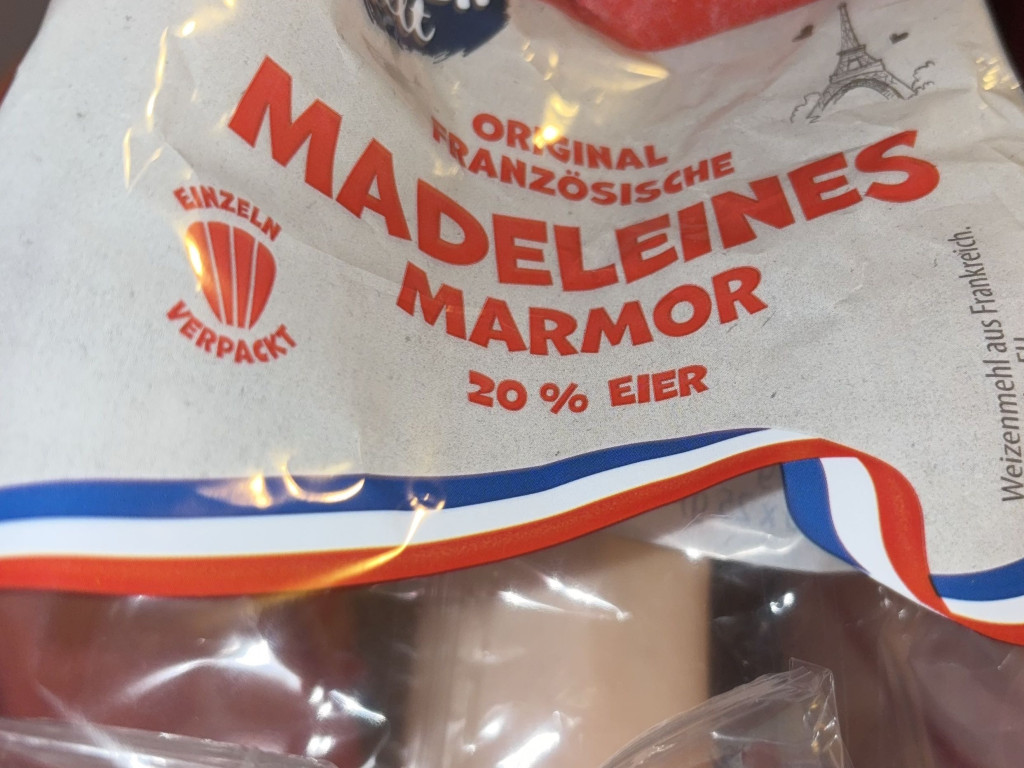 ORIGINAL
FRANZÖSISCHE
MADELEINES
MARMOR
20 % EIER
EINZELN
VERPACKT
Weizenmehl aus Frankreich.